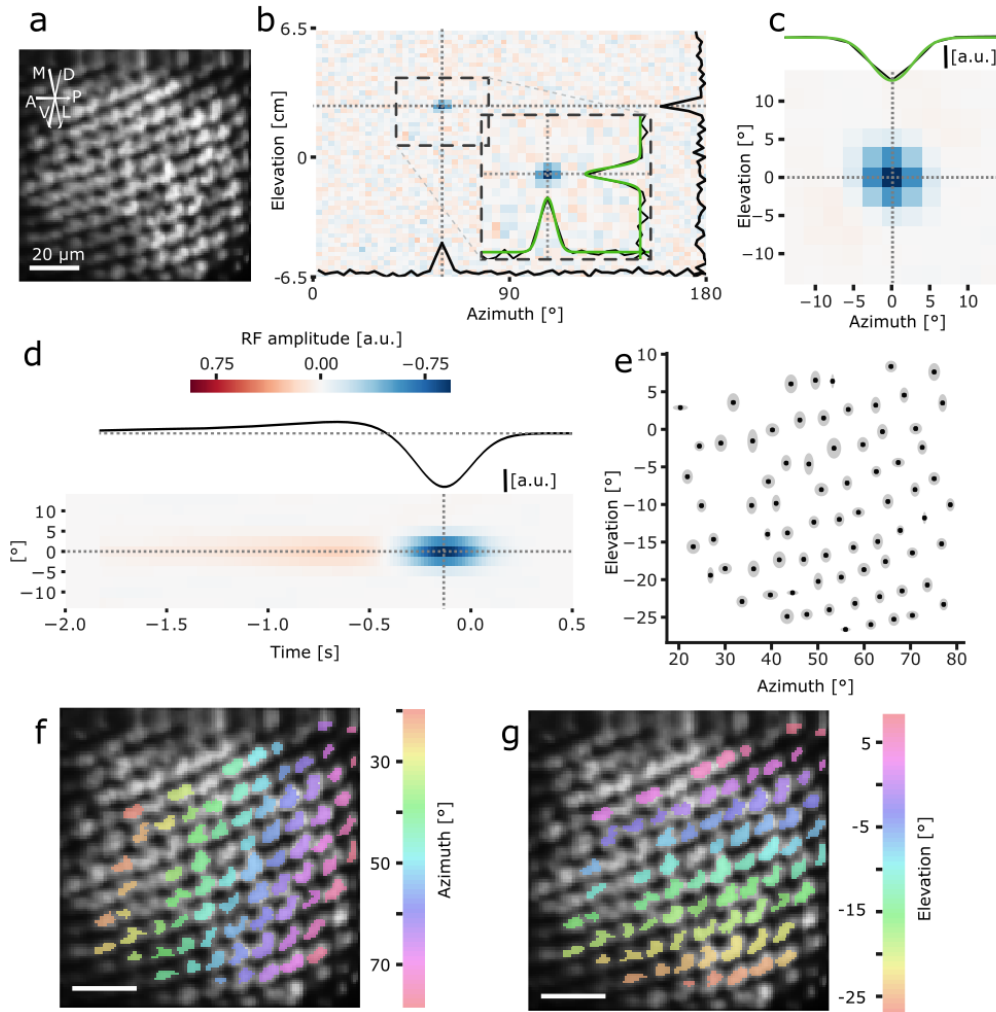 a
M D
A P
V L
20 µm
b
6.5
0
-6.5
Elevation [cm]
0 90 180
Azimuth [°]
c
[a.u.]
10
5
0
−5
−10
Elevation [°]
−10 −5 0 5
Azimuth [°]
d
RF amplitude [a.u.]
0.75 0.00 −0.75
[a.u.]
10
5
0
−5
−10
[°]
−2.0 −1.5 −1.0 −0.5 0.0 0.5
Time [s]
e
10
5
0
−5
−10
−15
−20
−25
Elevation [°]
20 30 40 50 60 70 80
Azimuth [°]
f
30
50
70
Azimuth [°]
g
5
-5
-15
-25
Elevation [°]